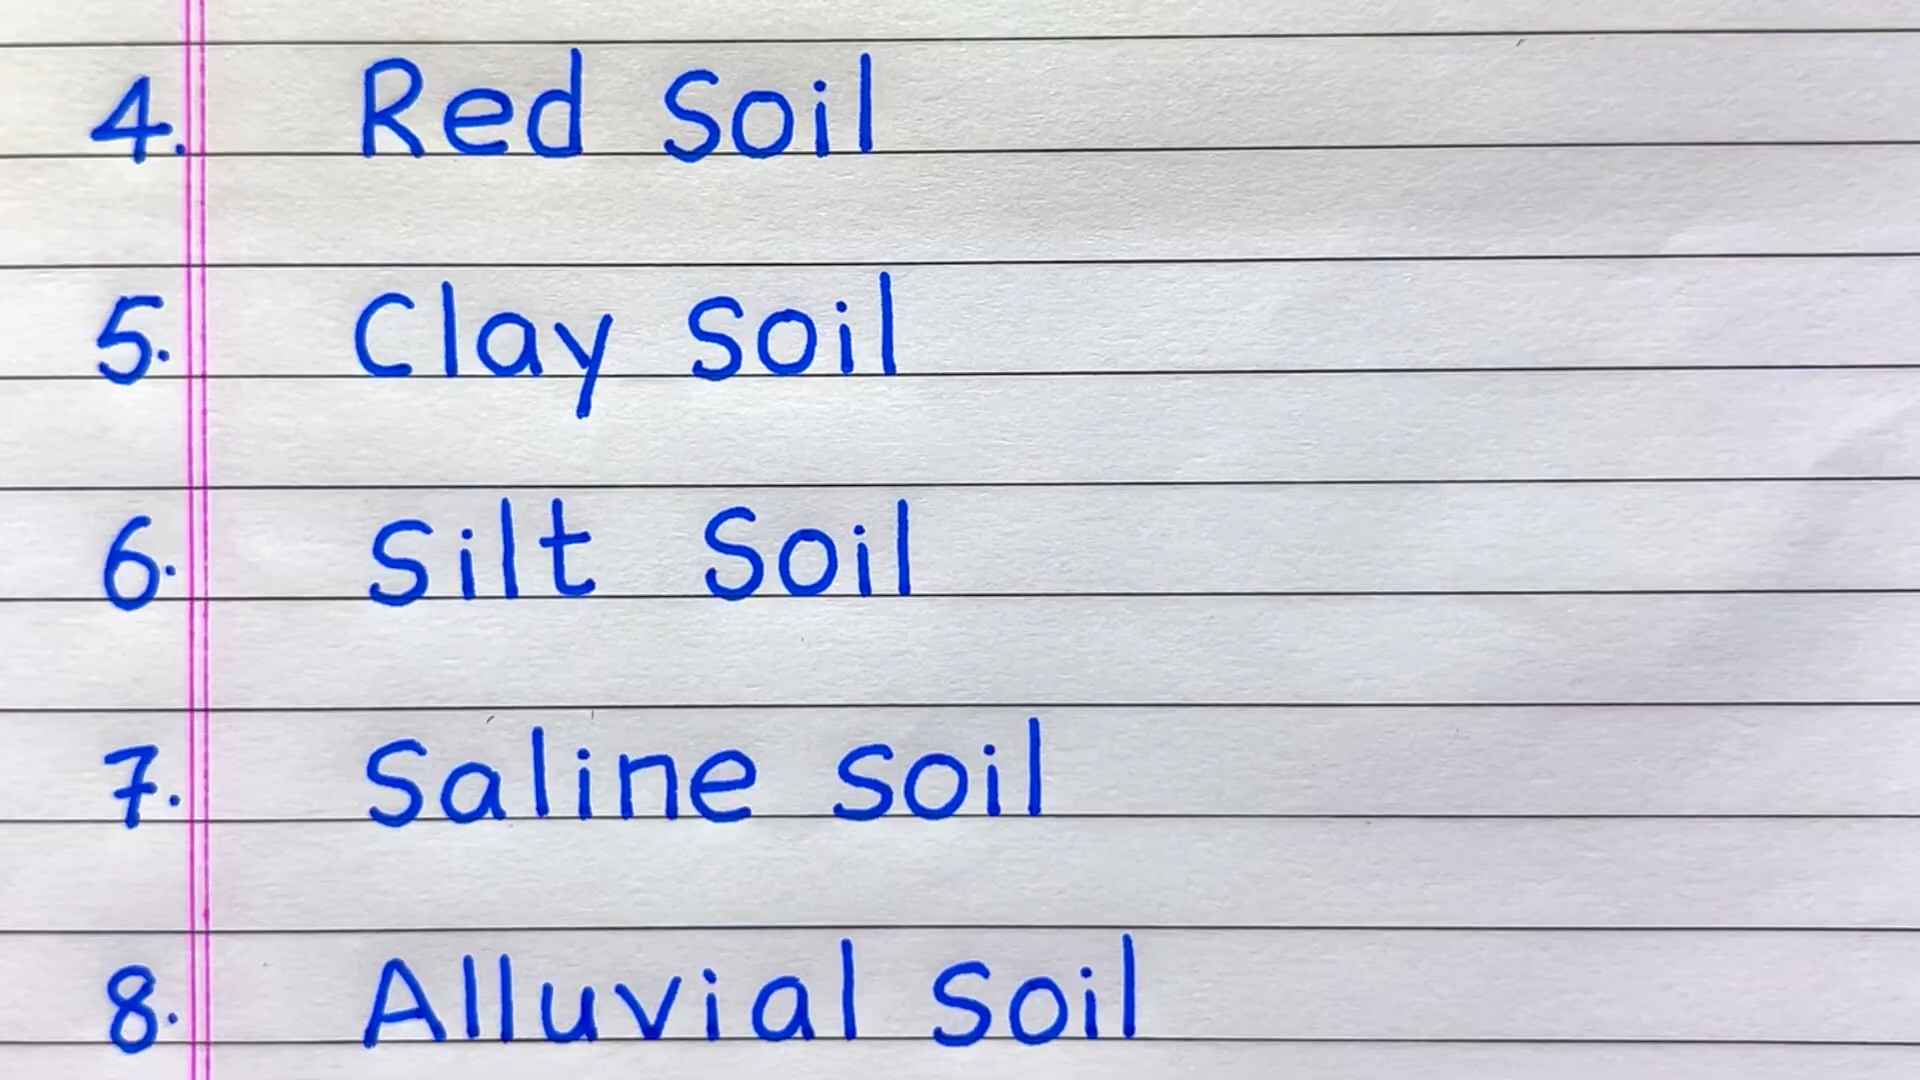 4. Red Soil
5. Clay soil
6. Silt Soil
7. Saline soil
8. Alluvial Soil